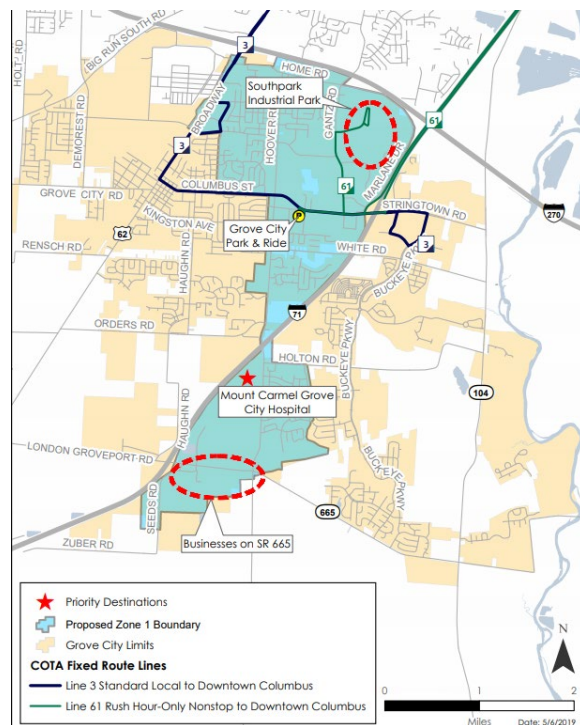 BIG RUN SOUTH RD
HOLT RD
DEMOREST RD
BROADWAY
3
HOME RD
Southpark
Industrial Park
HOOVER RD
GANTZ RD
61
MARLANE DR
3
61
COLUMBUS ST
GROVE CITY RD
KINGSTON AVE
P
Grove City
Park & Ride
STRINGTOWN RD
270
62
RENSCH RD
HAUGHN RD
WHITE RD
3
BUCKEYE PKWY
71
ORDERS RD
HOLTON RD
BUCKEYE PKWY
104
Mount Carmel Grove
City Hospital
HAUGHN RD
LONDON GROVEPORT RD
BUCKEYE PKWY
SEEDS RD
665
ZUBER RD
Businesses on SR 665
Priority Destinations
Proposed Zone 1 Boundary
Grove City Limits
COTA Fixed Route Lines
Line 3 Standard Local to Downtown Columbus
Line 61 Rush Hour-Only Nonstop to Downtown Columbus
N
0 1 2
Miles
Date: 5/6/2019